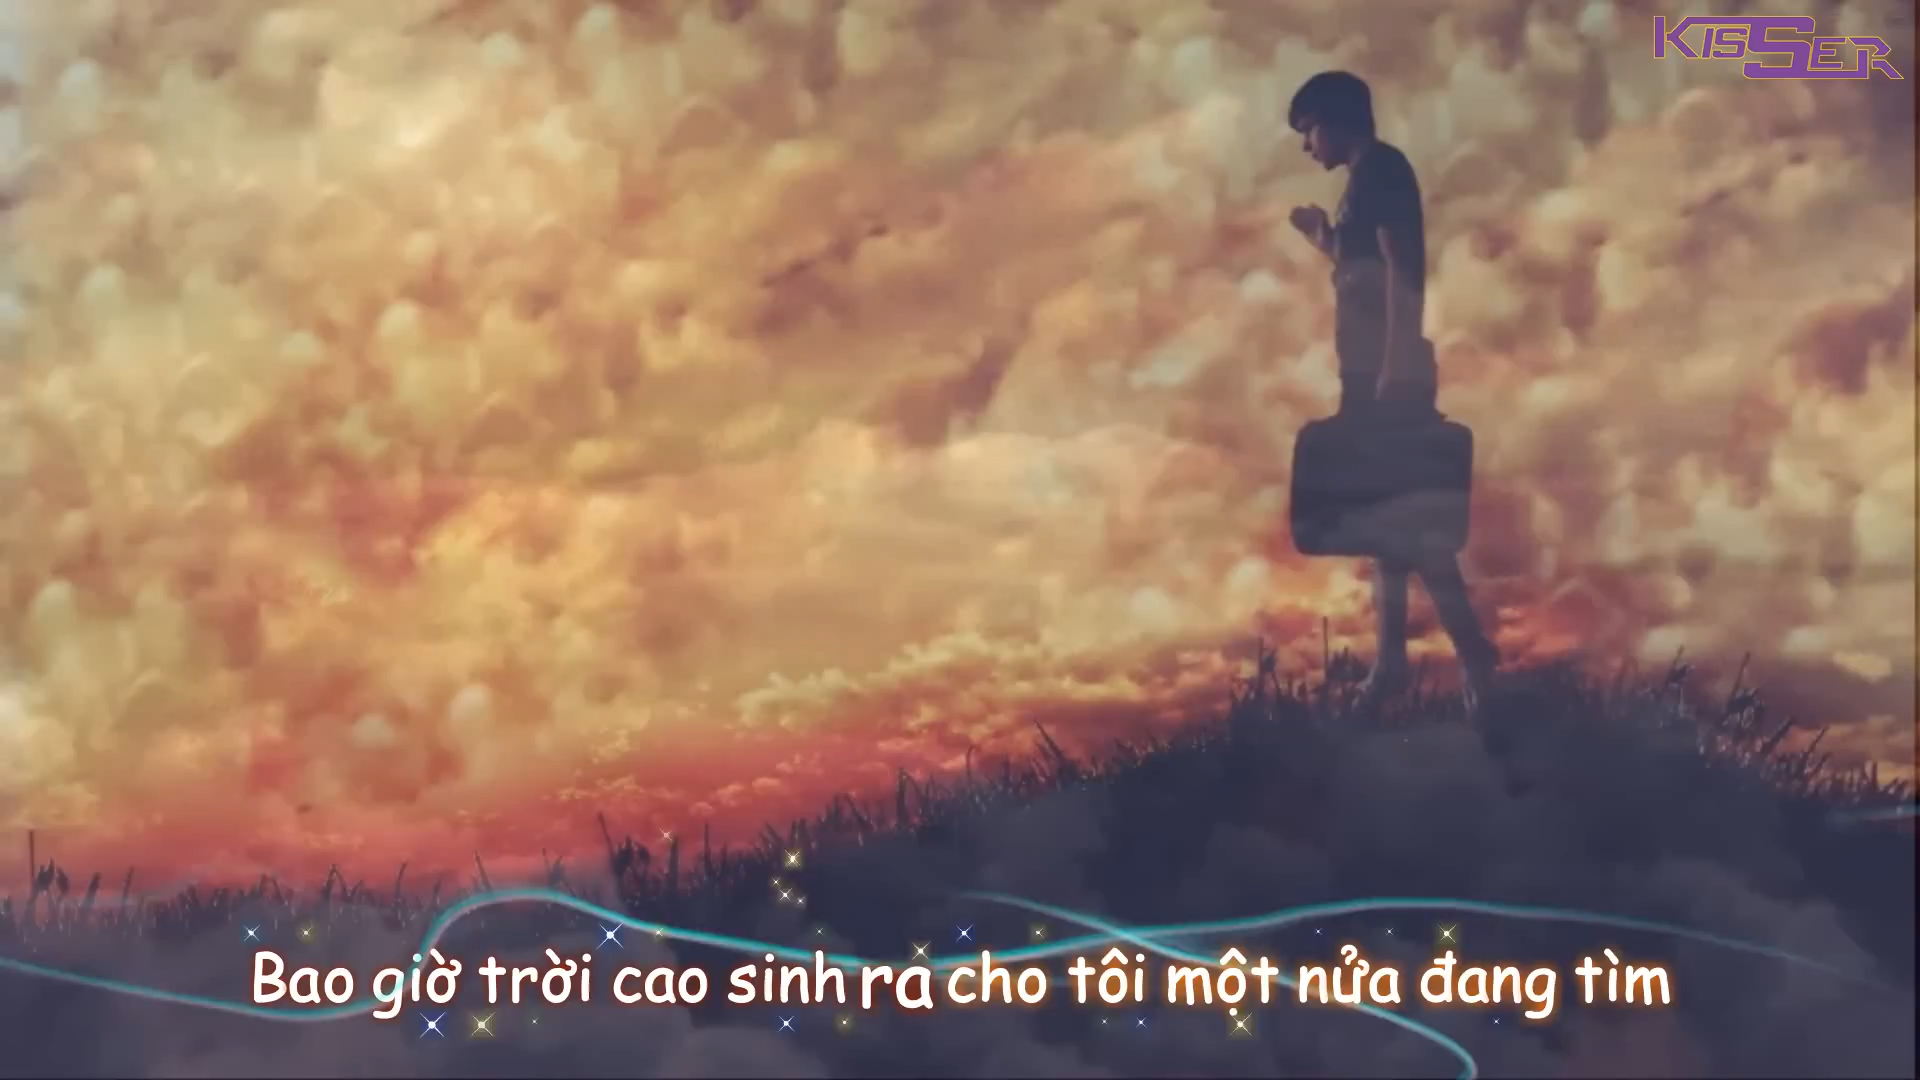 KISSER
Bao giờ trời cao sinh ra cho tôi một nửa đang tìm